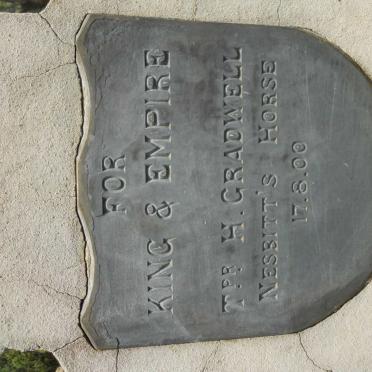 FOR
KING & EMPIRE
TPR H. GRADWELL
NESBITT'S HORSE
17.8.00